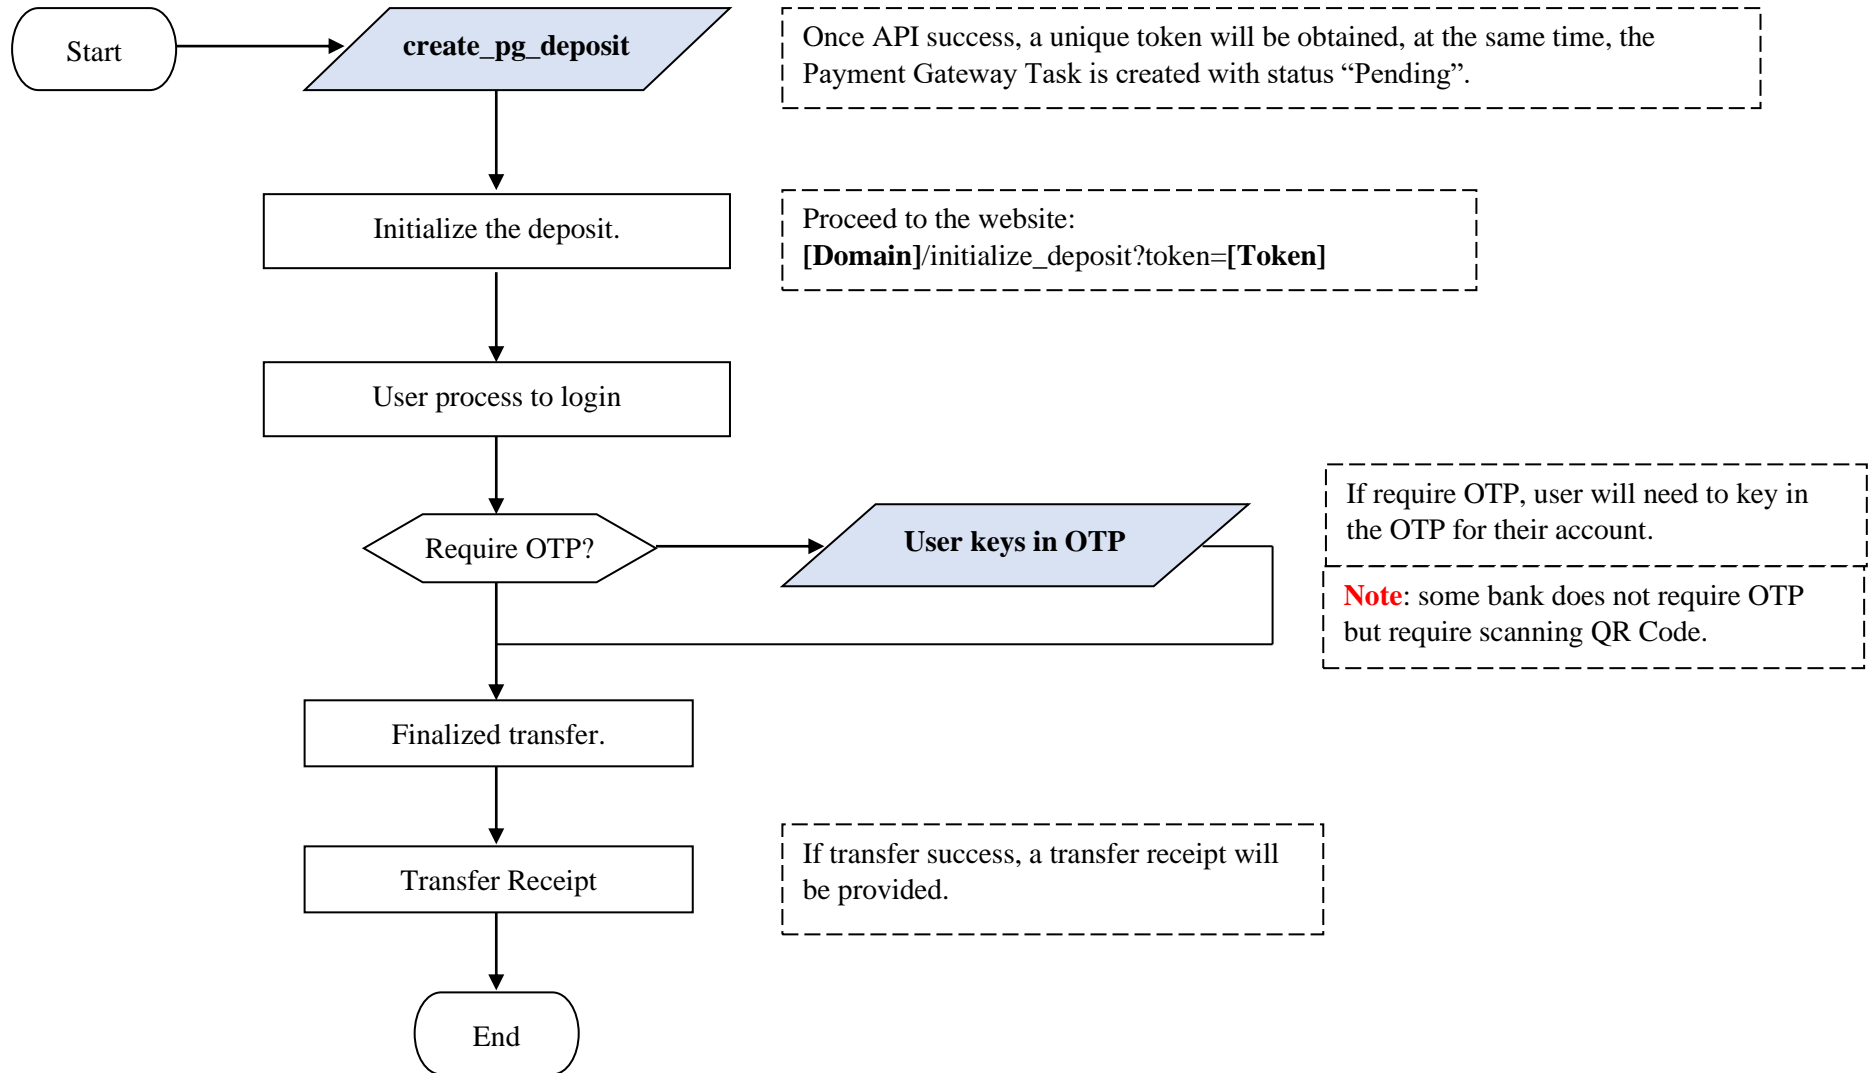 Start
create_pg_deposit
Once API success, a unique token will be obtained, at the same time, the
Payment Gateway Task is created with status “Pending”.
Initialize the deposit.
Proceed to the website:
[Domain]/initialize_deposit?token=[Token]
User process to login
Require OTP?
User keys in OTP
If require OTP, user will need to key in
the OTP for their account.
Note: some bank does not require OTP
but require scanning QR Code.
Finalized transfer.
Transfer Receipt
If transfer success, a transfer receipt will
be provided.
End